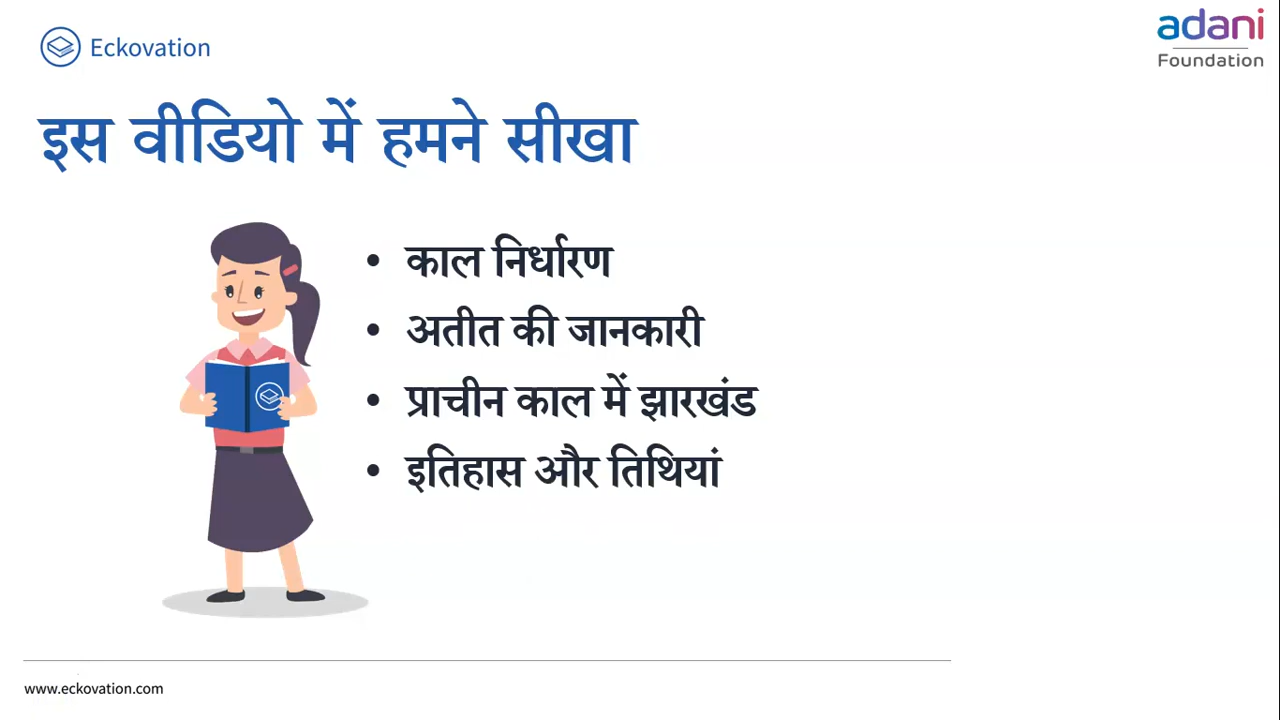 Eckovation
adani
Foundation
इस वीडियो में हमने सीखा
• काल निर्धारण
• अतीत की जानकारी
• प्राचीन काल में झारखंड
• इतिहास और तिथियां
www.eckovation.com